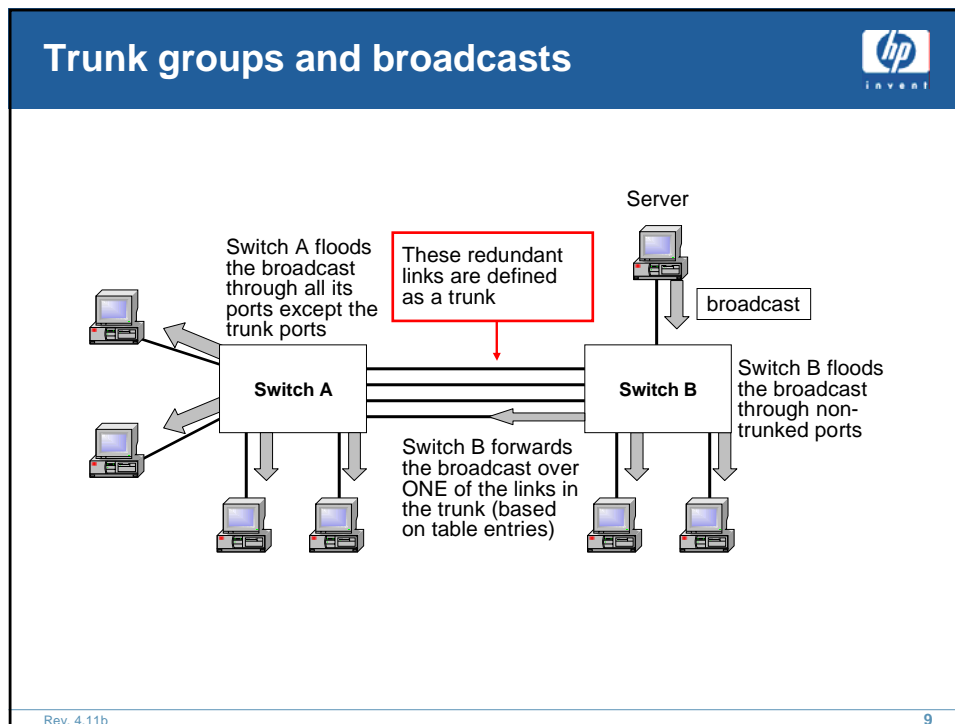 Trunk groups and broadcasts
hp
invent
Server
Switch A floods
the broadcast
through all its
ports except the
trunk ports
These redundant
links are defined
as a trunk
broadcast
Switch A
Switch B
Switch B floods
the broadcast
through non-
trunked ports
Switch B forwards
the broadcast over
ONE of the links in
the trunk (based
on table entries)
Rev. 4.11b
9